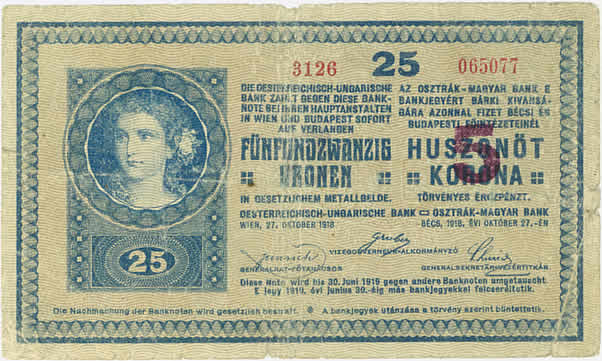 3126 25 065077
DIE OESTERREICHISCH-UNGARISCHE
BANK ZAHLT GEGEN DIESE BANK-
NOTE BEI IHREN HAUPTANSTALTEN
IN WIEN UND BUDAPEST SOFORT
AUF VERLANGEN
FÜNFUNDZWANZIG
KRONEN
IN GESETZLICHEM METALLGELDE.
AZ OSZTRÁK-MAGYAR BANK E
BANKJEGYÉRT BÁRKI KIVÁNSÁ-
GÁRA AZONNAL FIZET BÉCSI ÉS
BUDAPESTI FŐINTÉZETEINÉL
HUSZONÖT
KORONA
TÖRVÉNYES ÉRCPÉNZT.
5
OESTERREICHISCH-UNGARISCHE BANK OSZTRÁK-MAGYAR BANK
WIEN, 27. OKTOBER 1918 BÉCS, 1918. ÉVI OKTOBER 27.-ÉN
Gruber
VIZEGOUVERNEUR-ALKORMÁNYZÓ
GENERALRAT-FŐTANÁCSOS GENERALSEKRETÄR-VEZÉRTITKÁR
25
Diese Note wird bis 30. Juni 1919 gegen andere Banknoten umgetauscht.
E jegy 1919. évi junius 30.-áig más bankjegyekkel felcseréltetik.
Die Nachmachung der Banknoten wird gesetzlich bestraft. A bankjegyek utánzása a törvény szerint büntettetik.